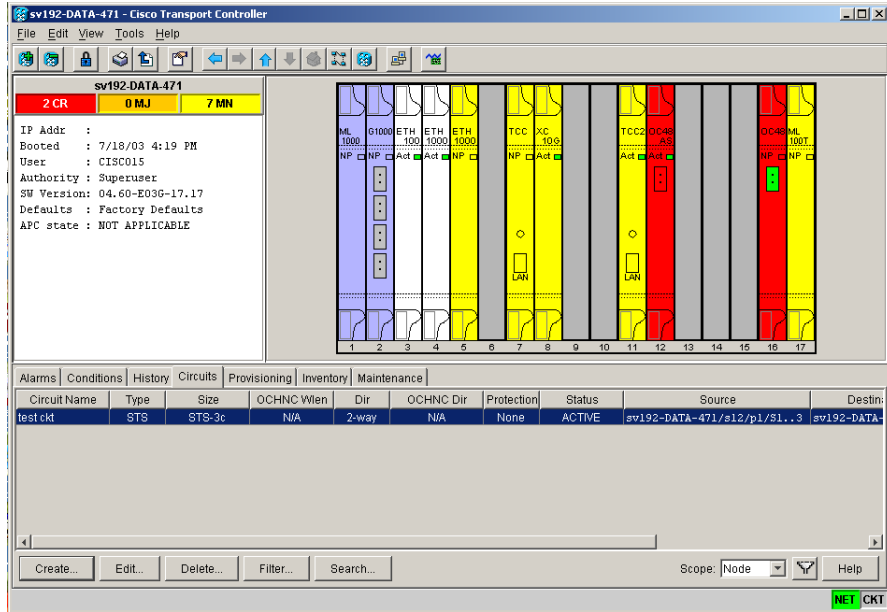 sv192-DATA-471 - Cisco Transport Controller
File Edit View Tools Help
sv192-DATA-471
2 CR 0 MJ 7 MN
IP Addr :
Booted : 7/18/03 4:19 PM
User : CISCO15
Authority : Superuser
SW Version: 04.60-E03G-17.17
Defaults : Factory Defaults
APC state : NOT APPLICABLE
ML 1000 G1000 ETH 100 ETH 1000 ETH 1000 TCC XC 10G TCC2 OC48 AS OC48 ML 100T
NP NP Act Act NP NP Act Act Act NP NP
LAN LAN
1 2 3 4 5 6 7 8 9 10 11 12 13 14 15 16 17
Alarms Conditions History Circuits Provisioning Inventory Maintenance
Circuit Name Type Size OCHNC Wlen Dir OCHNC Dir Protection Status Source Destin
test ckt STS STS-3c N/A 2-way N/A None ACTIVE sv192-DATA-471/s12/p1/S1..3 sv192-DATA-
Create... Edit... Delete... Filter... Search... Scope: Node Help
NET CKT